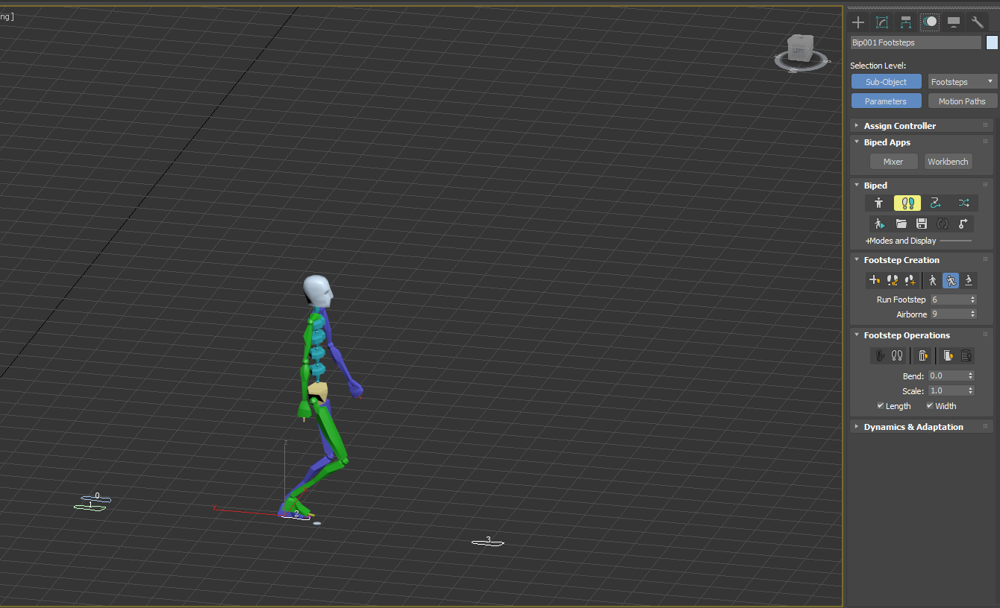 ng ]
LEFT
Bip001 Footsteps
Selection Level:
Sub-Object Footsteps
Parameters Motion Paths
Assign Controller
Biped Apps
Mixer Workbench
Biped
+Modes and Display
Footstep Creation
Run Footstep 6
Airborne 9
Footstep Operations
Bend: 0.0
Scale: 1.0
Length Width
Dynamics & Adaptation
z
0
1
Y
2
3